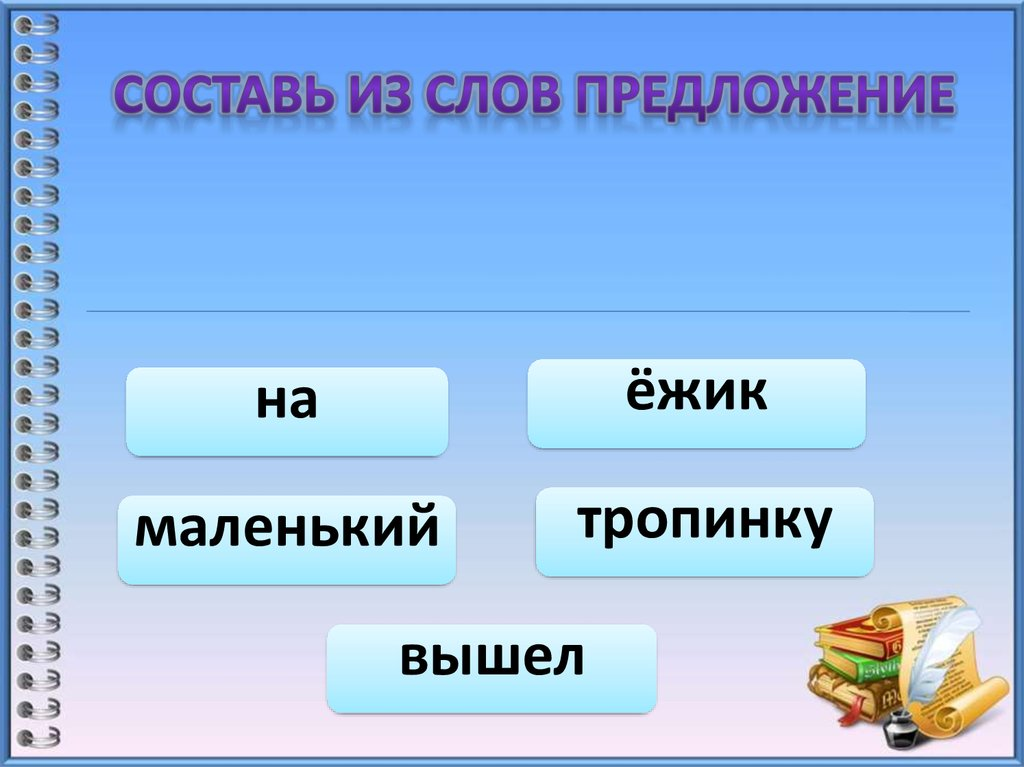 СОСТАВЬ ИЗ СЛОВ ПРЕДЛОЖЕНИЕ
на
ёжик
маленький
тропинку
вышел